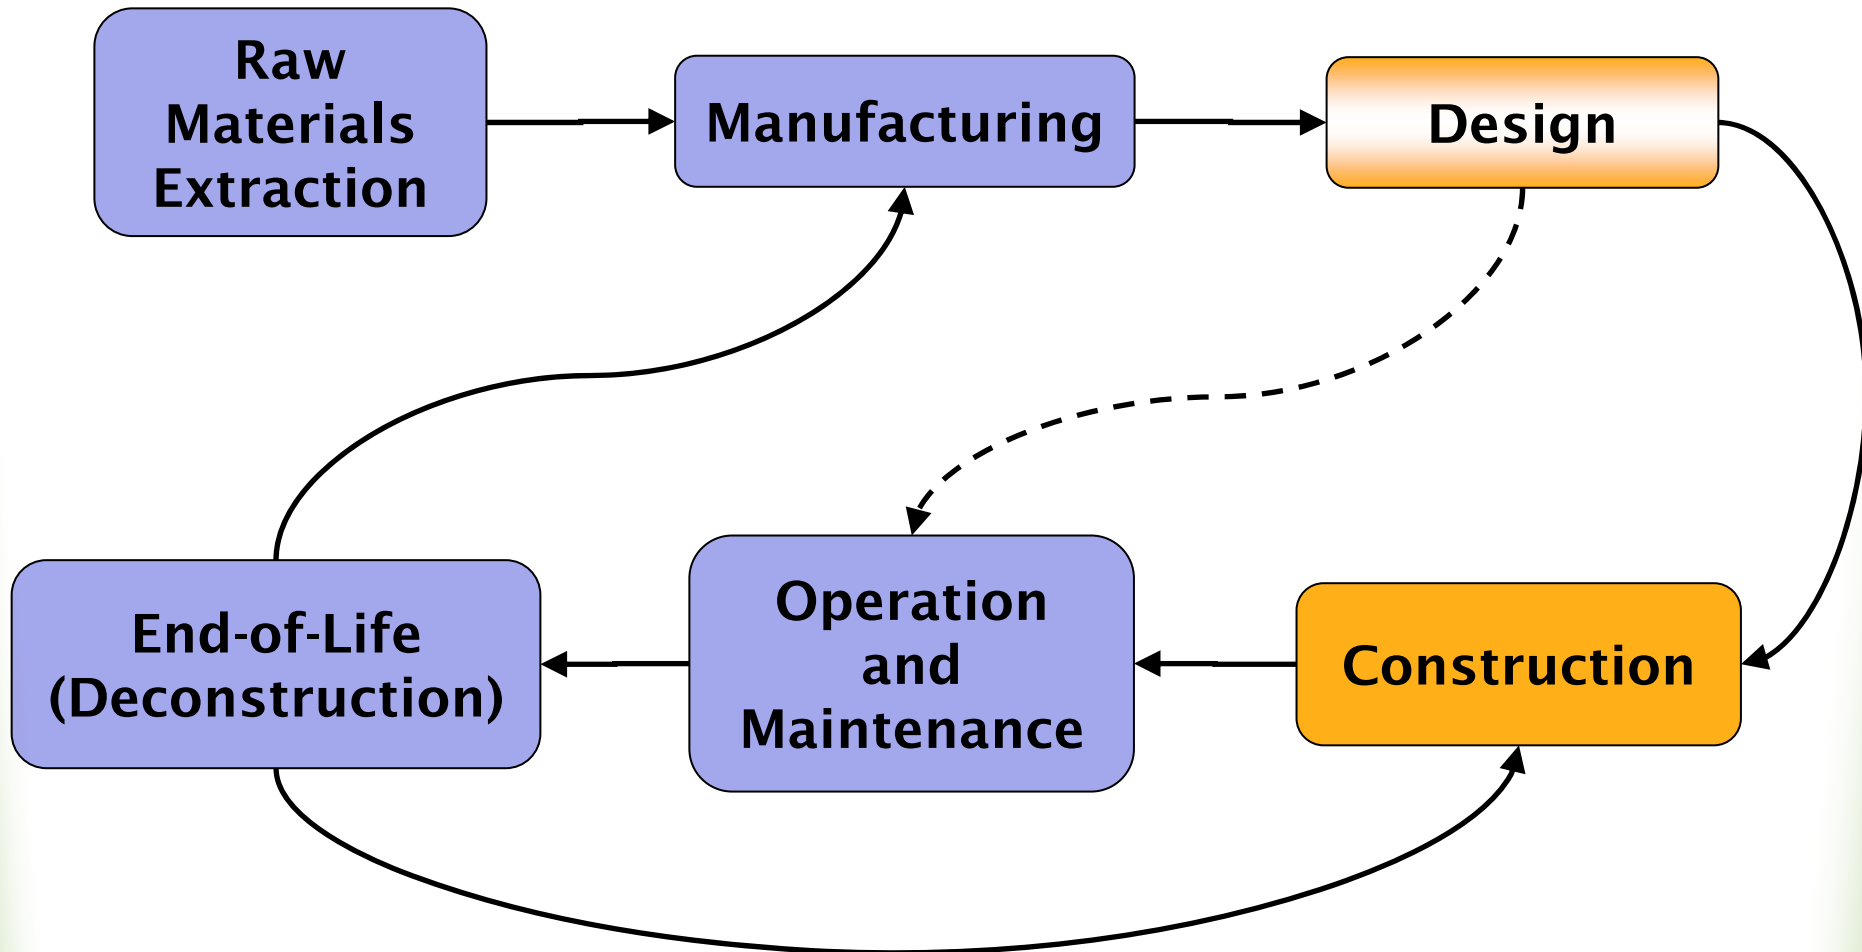 Raw
Materials
Extraction
Manufacturing
Design
End-of-Life
(Deconstruction)
Operation
and
Maintenance
Construction